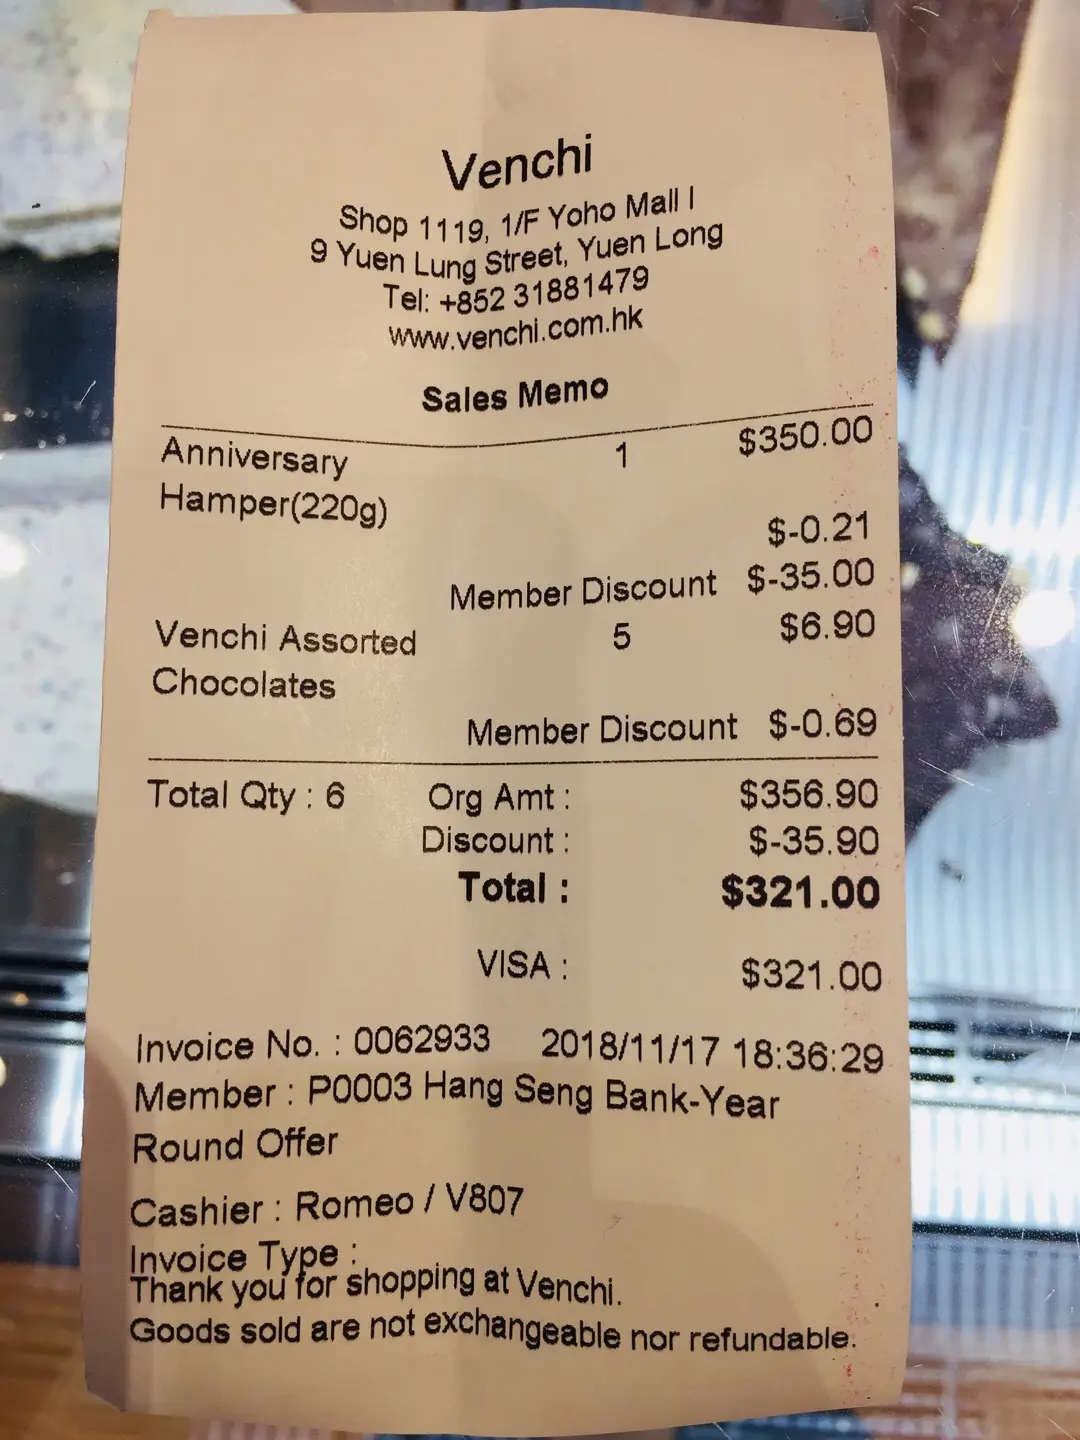 Venchi
Shop 1119, 1/F Yoho Mall I
9 Yuen Lung Street, Yuen Long
Tel: +852 31881479
www.venchi.com.hk
Sales Memo
Anniversary 1 $350.00
Hamper(220g)
$-0.21
Member Discount $-35.00
Venchi Assorted 5 $6.90
Chocolates
Member Discount $-0.69
Total Qty : 6 Org Amt : $356.90
Discount : $-35.90
Total : $321.00
VISA : $321.00
Invoice No. : 0062933 2018/11/17 18:36:29
Member : P0003 Hang Seng Bank-Year
Round Offer
Cashier : Romeo / V807
Invoice Type :
Thank you for shopping at Venchi.
Goods sold are not exchangeable nor refundable.